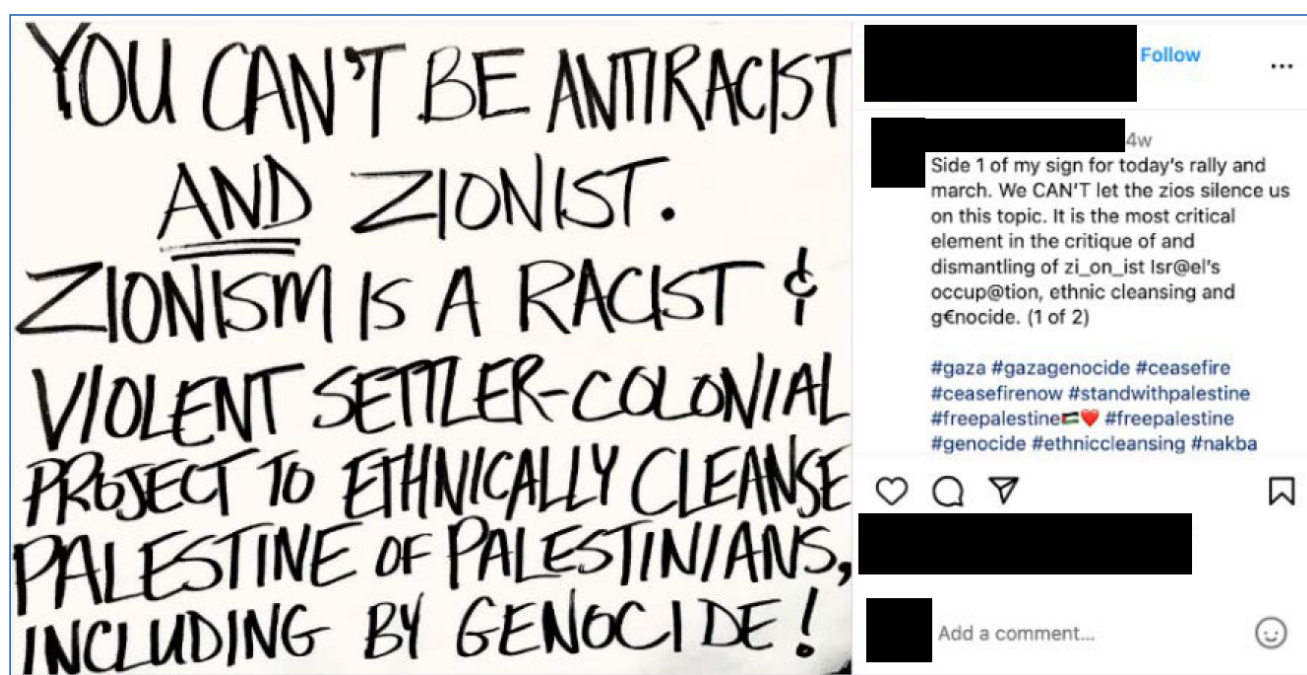 YOU CAN'T BE ANTIRACIST
AND ZIONIST.
ZIONISM IS A RACIST &
VIOLENT SETTLER-COLONIAL
PROJECT TO ETHNICALLY CLEANSE
PALESTINE OF PALESTINIANS,
INCLUDING BY GENOCIDE!
Follow
4w
Side 1 of my sign for today's rally and
march. We CAN'T let the zios silence us
on this topic. It is the most critical
element in the critique of and
dismantling of zi_on_ist Isr@el's
occup@tion, ethnic cleansing and
g€nocide. (1 of 2)
#gaza #gazagenocide #ceasefire
#ceasefirenow #standwithpalestine
#freepalestine🇵🇸❤️ #freepalestine
#genocide #ethniccleansing #nakba
Add a comment...